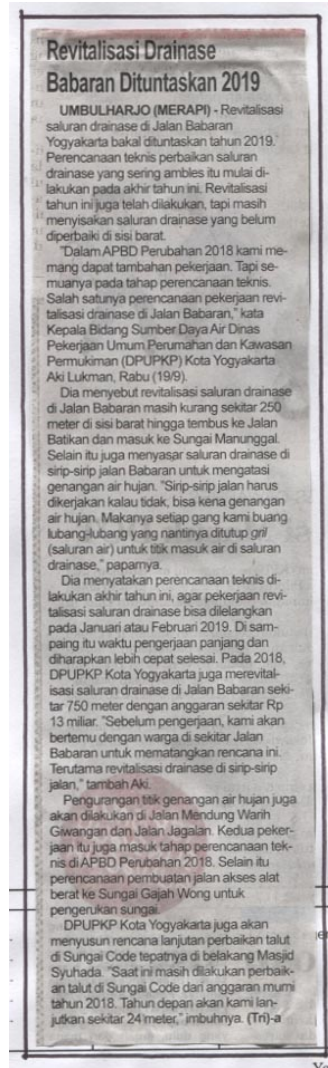 Revitalisasi Drainase
Babaran Dituntaskan 2019
UMBULHARJO (MERAPI) - Revitalisasi
saluran drainase di Jalan Babaran
Yogyakarta bakal dituntaskan tahun 2019.
Perencanaan teknis perbaikan saluran
drainase yang sering ambles itu mulai di-
lakukan pada akhir tahun ini. Revitalisasi
tahun ini juga telah dilakukan, tapi masih
menyisakan saluran drainase yang belum
diperbaiki di sisi barat.
"Dalam APBD Perubahan 2018 kami me-
mang dapat tambahan pekerjaan. Tapi se-
muanya pada tahap perencanaan teknis.
Salah satunya perencanaan pekerjaan revi-
talisasi drainase di Jalan Babaran," kata
Kepala Bidang Sumber Daya Air Dinas
Pekerjaan Umum Perumahan dan Kawasan
Permukiman (DPUPKP) Kota Yogyakarta
Aki Lukman, Rabu (19/9).
Dia menyebut revitalisasi saluran drainase
di Jalan Babaran masih kurang sekitar 250
meter di sisi barat hingga tembus ke Jalan
Batikan dan masuk ke Sungai Manunggal.
Selain itu juga menyasar saluran drainase di
sirip-sirip jalan Babaran untuk mengatasi
genangan air hujan. "Sirip-sirip jalan harus
dikerjakan kalau tidak, bisa kena genangan
air hujan. Makanya setiap gang kami buang
lubang-lubang yang nantinya ditutup gril
(saluran air) untuk titik masuk air di saluran
drainase," paparnya.
Dia menyatakan perencanaan teknis di-
lakukan akhir tahun ini, agar pekerjaan revi-
talisasi saluran drainase bisa dilelangkan
pada Januari atau Februari 2019. Di sam-
paing itu waktu pengerjaan panjang dan
diharapkan lebih cepat selesai. Pada 2018,
DPUPKP Kota Yogyakarta juga merevital-
isasi saluran drainase di Jalan Babaran seki-
tar 750 meter dengan anggaran sekitar Rp
13 miliar. "Sebelum pengerjaan, kami akan
bertemu dengan warga di sekitar Jalan
Babaran untuk mematangkan rencana ini.
Terutama revitalisasi drainase di sirip-sirip
jalan," tambah Aki.
Pengurangan titik genangan air hujan juga
akan dilakukan di Jalan Mendung Warih
Giwangan dan Jalan Jagalan. Kedua peker-
jaan itu juga masuk tahap perencanaan tek-
nis di APBD Perubahan 2018. Selain itu
perencanaan pembuatan jalan akses alat
berat ke Sungai Gajah Wong untuk
pengerukan sungai.
DPUPKP Kota Yogyakarta juga akan
menyusun rencana lanjutan perbaikan talut
di Sungai Code tepatnya di belakang Masjid
Syuhada. "Saat ini masih dilakukan perbaik-
an talut di Sungai Code dari anggaran murni
tahun 2018. Tahun depan akan kami lan-
jutkan sekitar 24 meter," imbuhnya. (Tri)-a